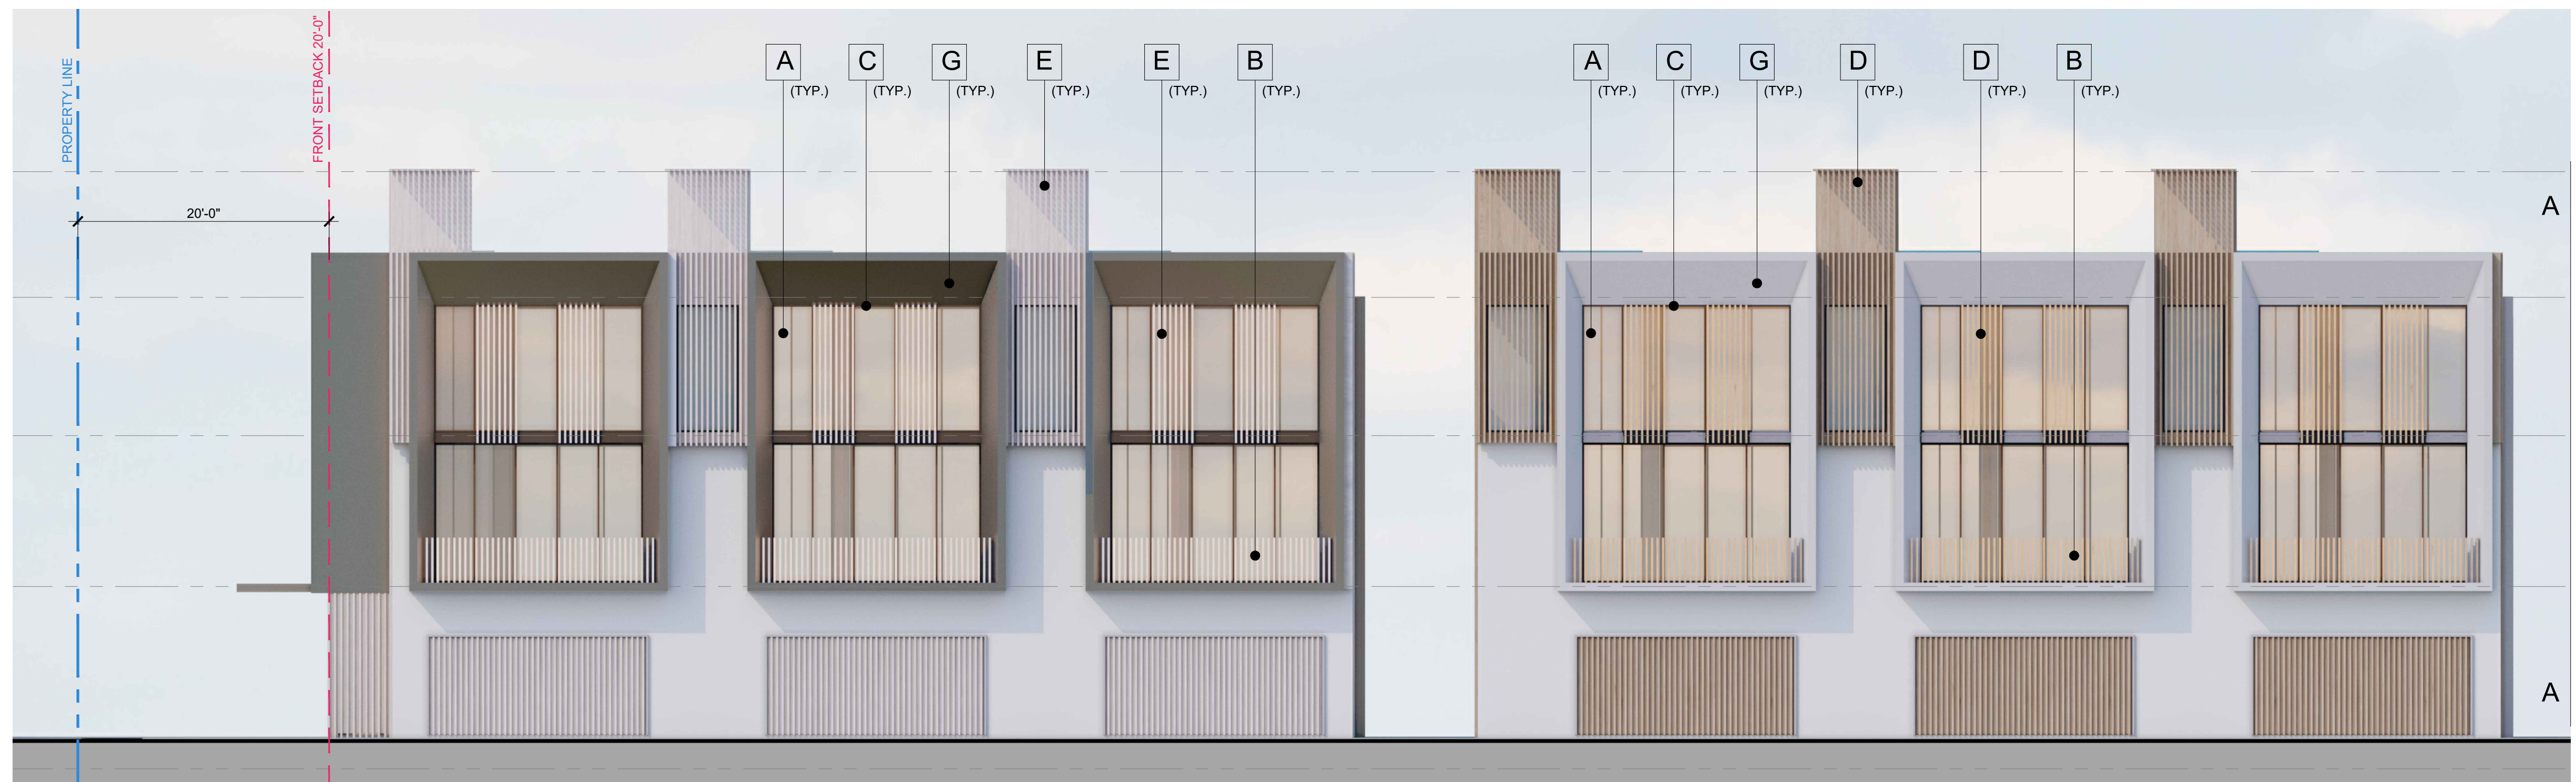 PROPERTY LINE
FRONT SETBACK 20'-0"
20'-0"
A
(TYP.)
C
(TYP.)
G
(TYP.)
E
(TYP.)
E
(TYP.)
B
(TYP.)
A
(TYP.)
C
(TYP.)
G
(TYP.)
D
(TYP.)
D
(TYP.)
B
(TYP.)
A
A